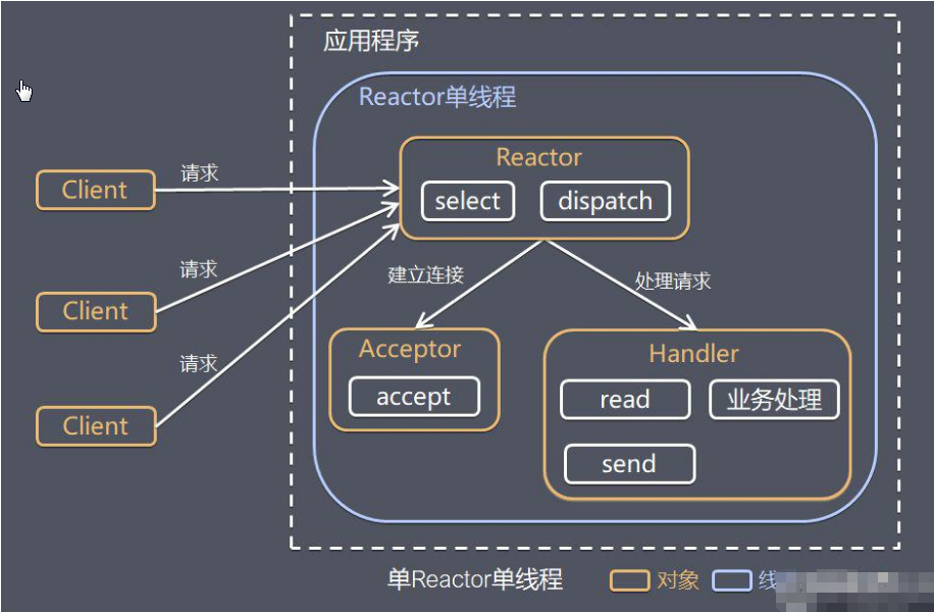 应用程序
Reactor单线程
Reactor
select
dispatch
Client
请求
Client
请求
Client
请求
建立连接
处理请求
Acceptor
accept
Handler
read
业务处理
send
单Reactor单线程
对象
线